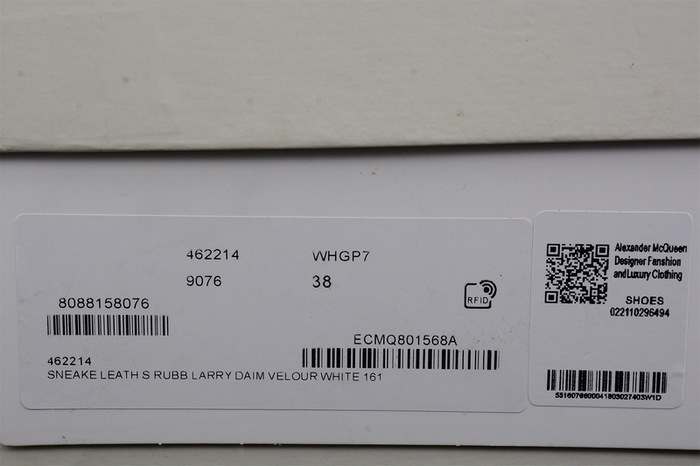 462214 WHGP7
9076 38
RFID
8088158076
ECMQ801568A
462214
SNEAKE LEATH S RUBB LARRY DAIM VELOUR WHITE 161
Alexander McQueen
Designer Fanshion
and Luxury Clothing
SHOES
022110296494
5516076600041803027403W1D